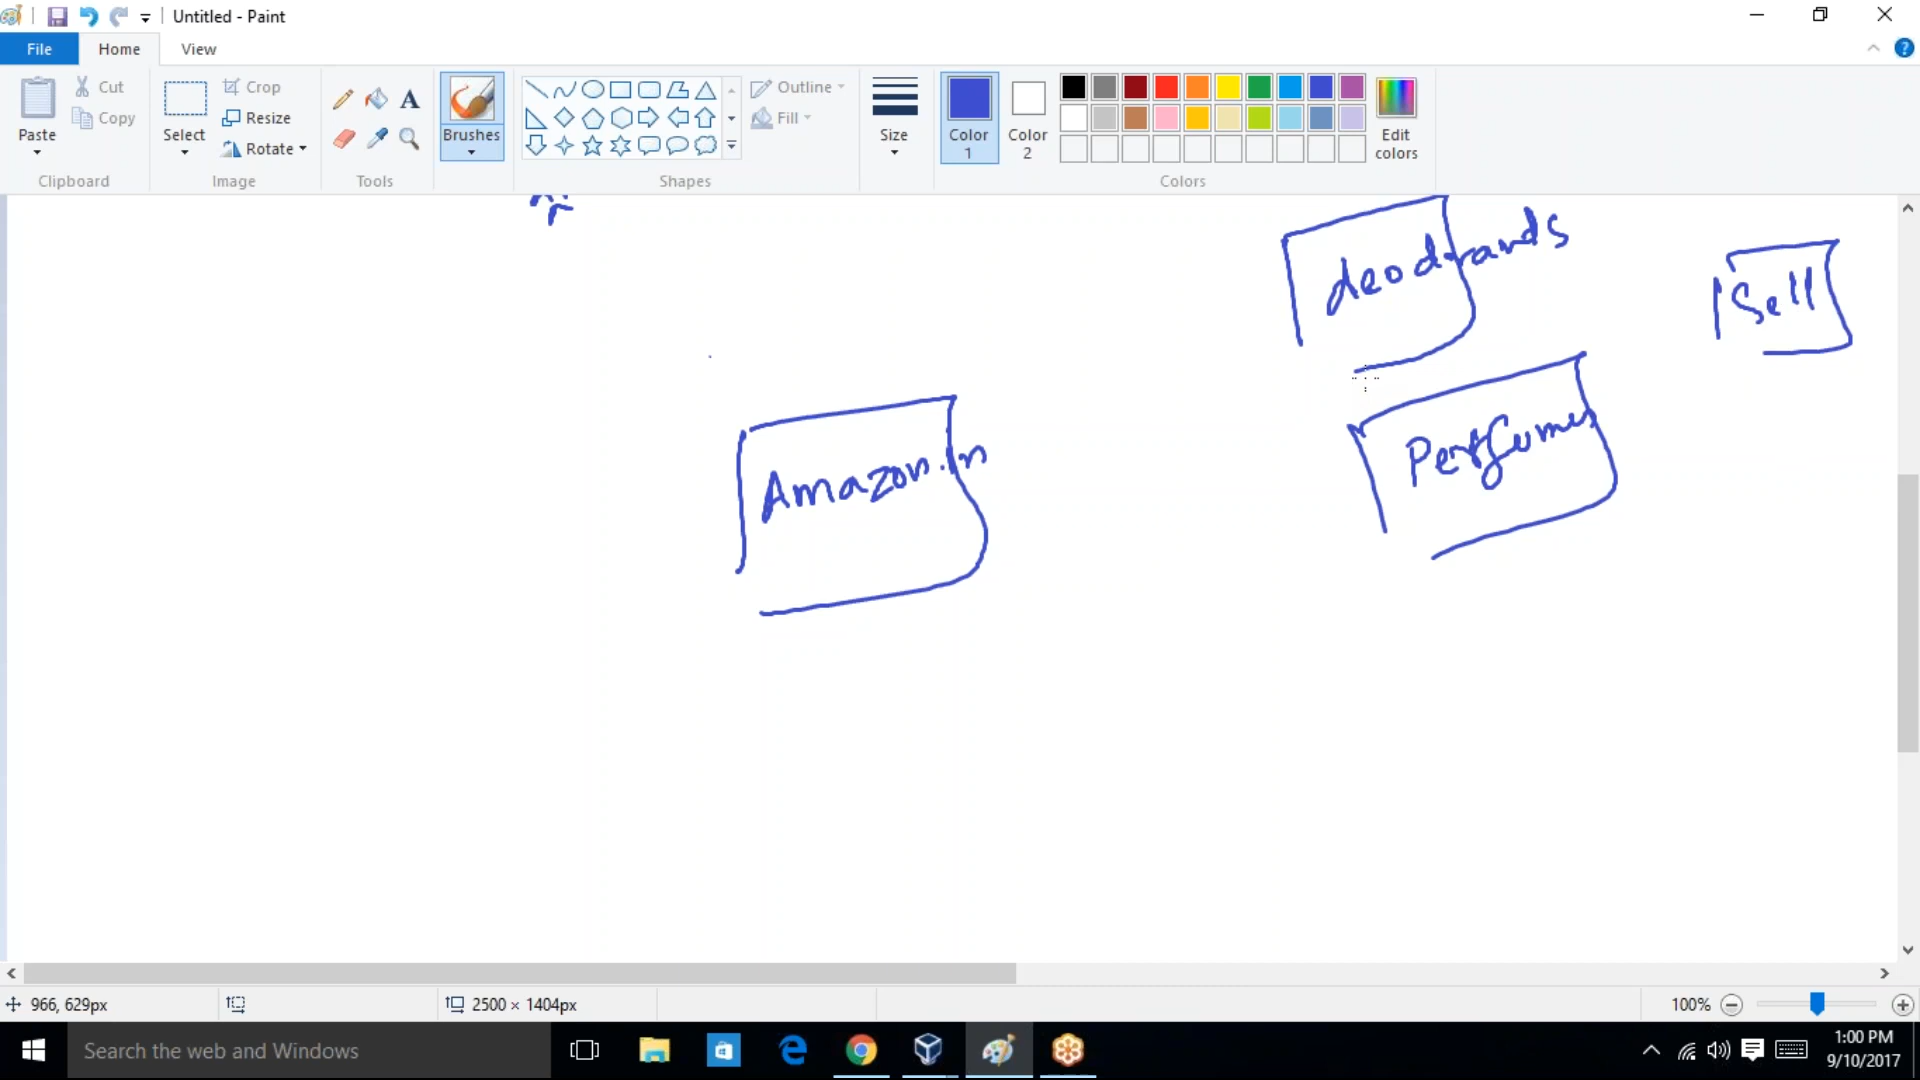 Untitled - Paint
File
Home
View
Paste
Cut
Copy
Clipboard
Select
Crop
Resize
Rotate
Image
A
Tools
Brushes
Shapes
Outline
Fill
Size
Color 1
Color 2
Edit colors
Colors
deodrands
Sell
Perfumes
Amazon.in
966, 629px
2500 × 1404px
100%
Search the web and Windows
1:00 PM
9/10/2017